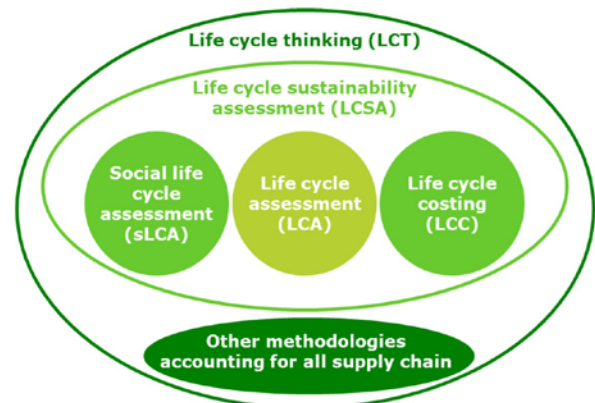 Life cycle thinking (LCT)
Life cycle sustainability
assessment (LCSA)
Social life
cycle
assessment
(sLCA)
Life cycle
assessment
(LCA)
Life cycle
costing
(LCC)
Other methodologies
accounting for all supply chain